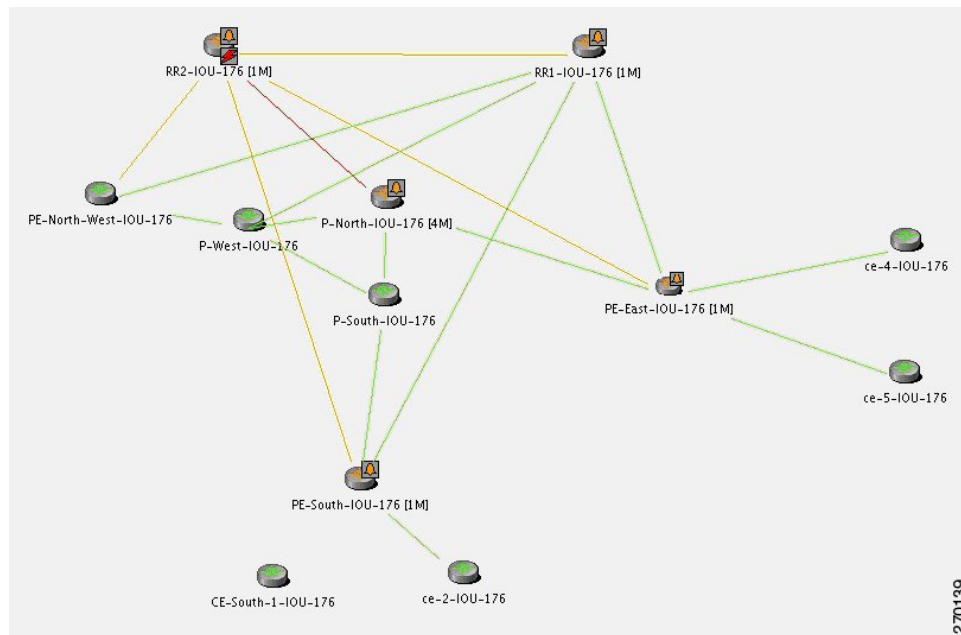 RR2-IOU-176 [1M]
RR1-IOU-176 [1M]
PE-North-West-IOU-176
P-West-IOU-176
P-North-IOU-176 [4M]
ce-4-IOU-176
PE-East-IOU-176 [1M]
P-South-IOU-176
ce-5-IOU-176
PE-South-IOU-176 [1M]
CE-South-1-IOU-176
ce-2-IOU-176
270139